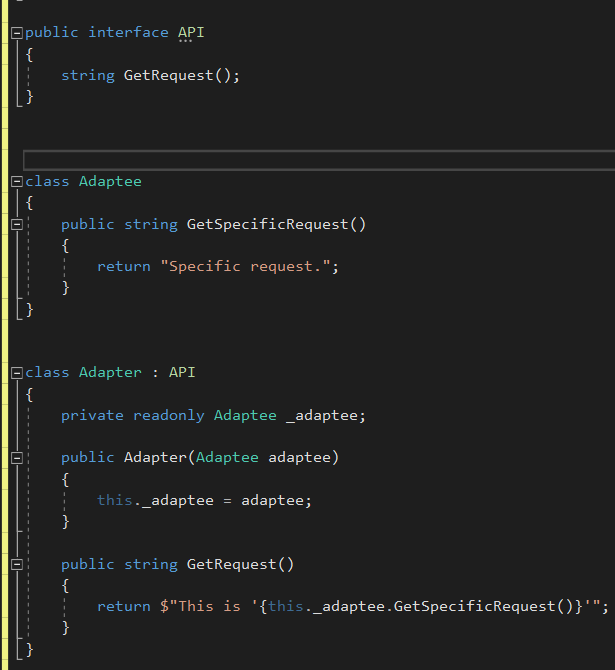 public interface API
{
string GetRequest();
}
class Adaptee
{
public string GetSpecificRequest()
{
return "Specific request.";
}
}
class Adapter : API
{
private readonly Adaptee _adaptee;
public Adapter(Adaptee adaptee)
{
this._adaptee = adaptee;
}
public string GetRequest()
{
return $"This is '{this._adaptee.GetSpecificRequest()}'";
}
}